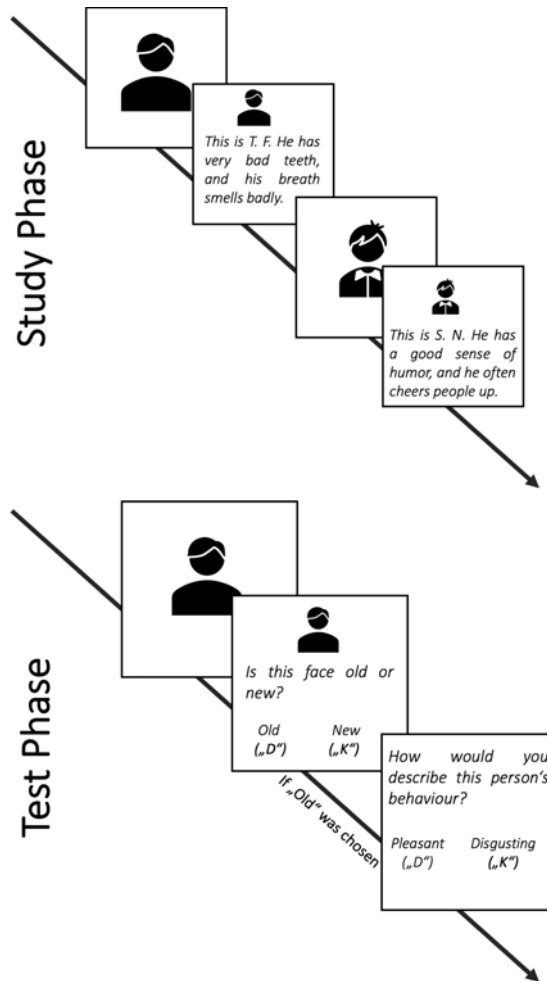 Study Phase
This is T. F. He has
very bad teeth,
and his breath
smells badly.
This is S. N. He has
a good sense of
humor, and he often
cheers people up.
Test Phase
Is this face old or
new?
Old New
(„D“) („K“)
If „Old“ was chosen
How would you
describe this person‘s
behaviour?
Pleasant Disgusting
(„D“) („K“)